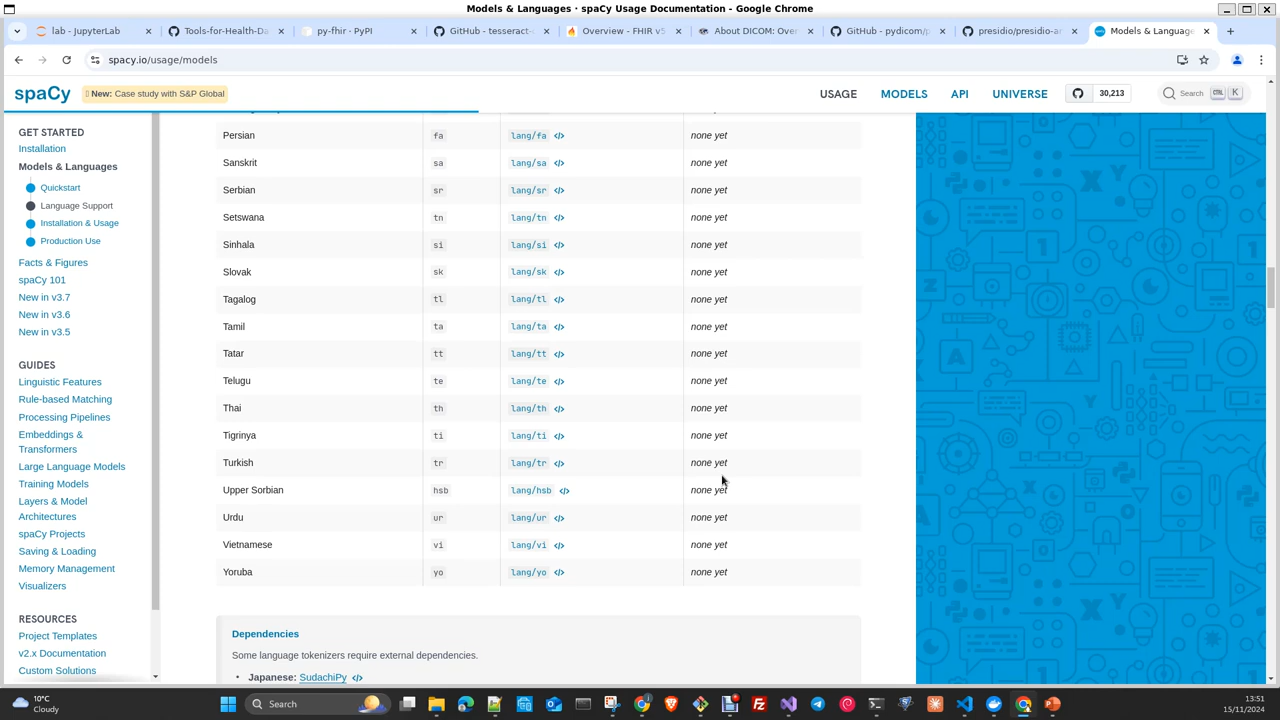 Models & Languages · spaCy Usage Documentation - Google Chrome
lab - JupyterLab
Tools-for-Health-Da
py-fhir · PyPI
GitHub - tesseract-
Overview - FHIR v5
About DICOM: Over
GitHub - pydicom/p
presidio/presidio-a
Models & Language
spacy.io/usage/models
spaCy
New: Case study with S&P Global
USAGE
MODELS
API
UNIVERSE
30,213
Search
CTRL
K
GET STARTED
Installation
Models & Languages
Quickstart
Language Support
Installation & Usage
Production Use
Facts & Figures
spaCy 101
New in v3.7
New in v3.6
New in v3.5
GUIDES
Linguistic Features
Rule-based Matching
Processing Pipelines
Embeddings &
Transformers
Large Language Models
Training Models
Layers & Model
Architectures
spaCy Projects
Saving & Loading
Memory Management
Visualizers
RESOURCES
Project Templates
v2.x Documentation
Custom Solutions
Persian fa lang/fa none yet
Sanskrit sa lang/sa none yet
Serbian sr lang/sr none yet
Setswana tn lang/tn none yet
Sinhala si lang/si none yet
Slovak sk lang/sk none yet
Tagalog tl lang/tl none yet
Tamil ta lang/ta none yet
Tatar tt lang/tt none yet
Telugu te lang/te none yet
Thai th lang/th none yet
Tigrinya ti lang/ti none yet
Turkish tr lang/tr none yet
Upper Sorbian hsb lang/hsb none yet
Urdu ur lang/ur none yet
Vietnamese vi lang/vi none yet
Yoruba yo lang/yo none yet
Dependencies
Some language tokenizers require external dependencies.
• Japanese: SudachiPy
10°C
Cloudy
Search
13:51
15/11/2024